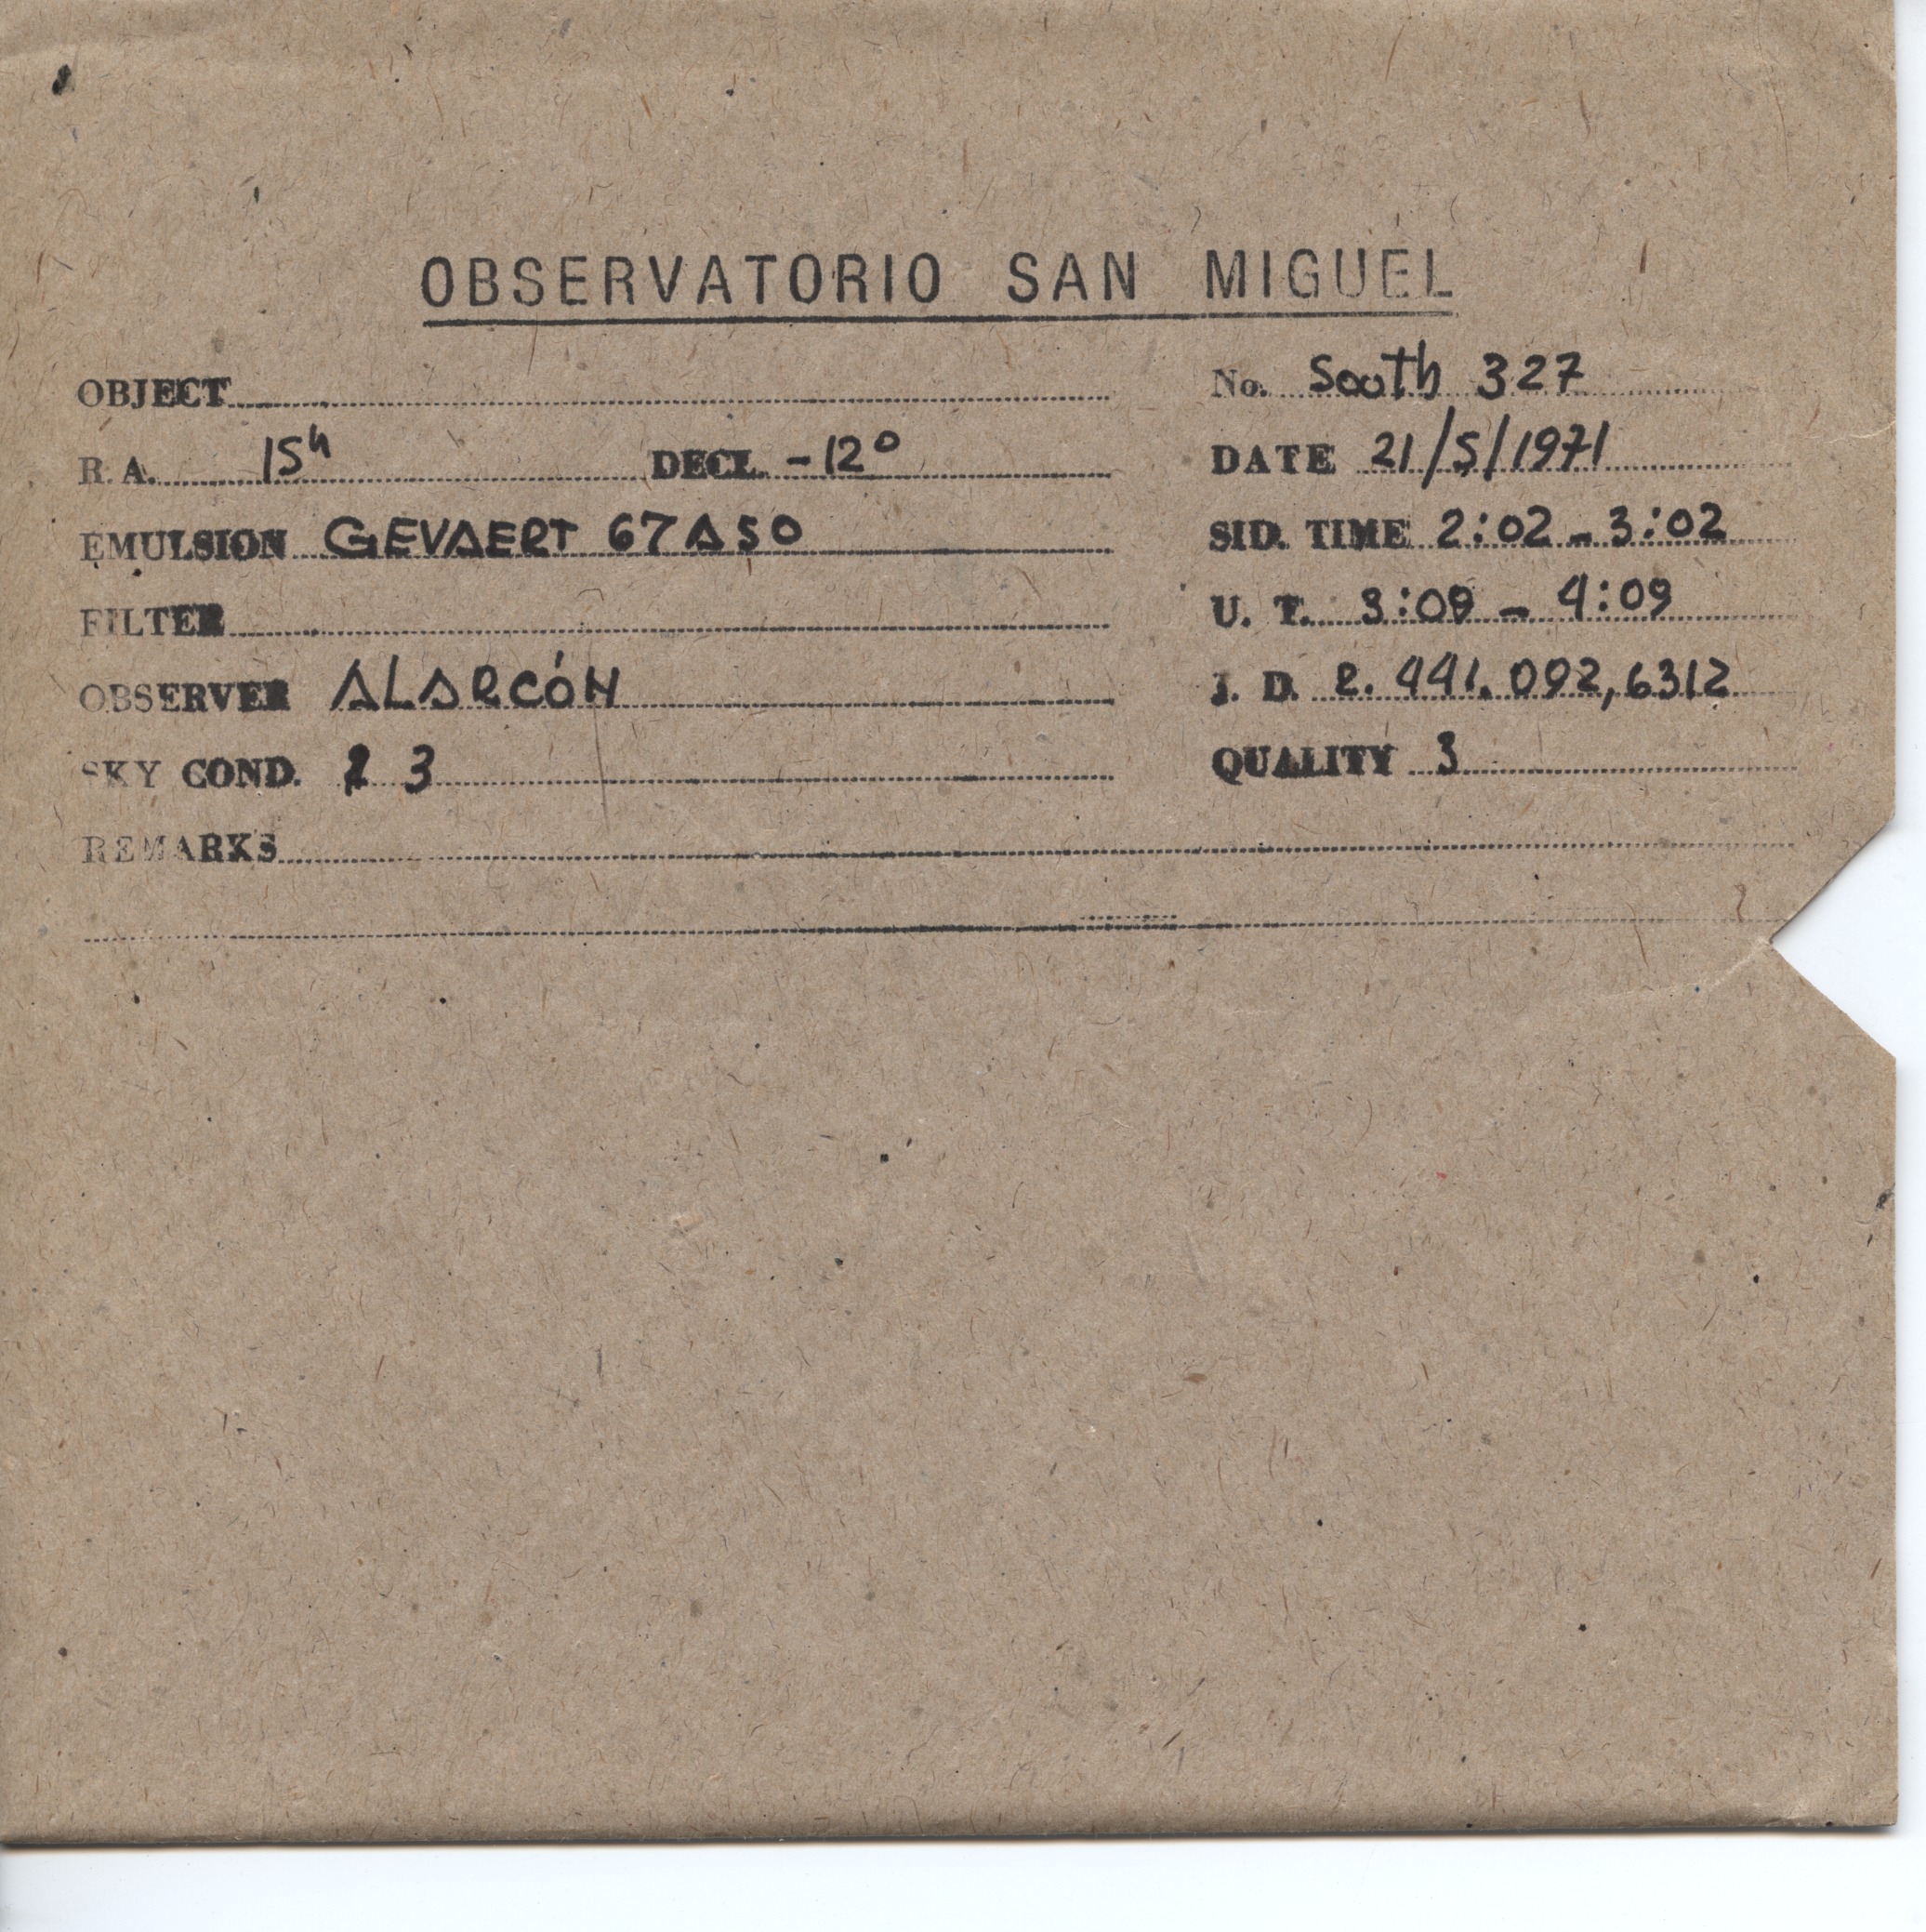 OBSERVATORIO SAN MIGUEL
OBJECT No. South 327
R. A. 15h DECL. -12° DATE 21/5/1971
EMULSION GEVAERT 67A50 SID. TIME 2:02 - 3:02
FILTER U. T. 3:09 - 4:09
OBSERVER ALARCÓN J. D. 2.441.092,6312
SKY COND. 3 QUALITY 3
REMARKS